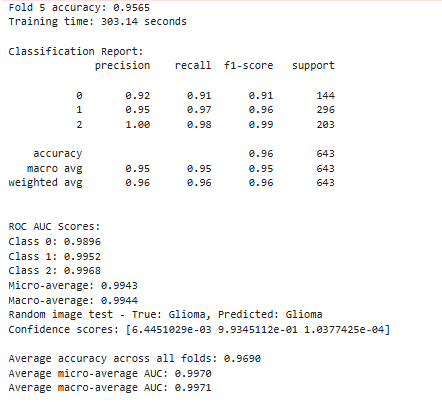 Fold 5 accuracy: 0.9565
Training time: 303.14 seconds
Classification Report:
precision recall f1-score support
0 0.92 0.91 0.91 144
1 0.95 0.97 0.96 296
2 1.00 0.98 0.99 203
accuracy 0.96 643
macro avg 0.95 0.95 0.95 643
weighted avg 0.96 0.96 0.96 643
ROC AUC Scores:
Class 0: 0.9896
Class 1: 0.9952
Class 2: 0.9968
Micro-average: 0.9943
Macro-average: 0.9944
Random image test - True: Glioma, Predicted: Glioma
Confidence scores: [6.4451029e-03 9.9345112e-01 1.0377425e-04]
Average accuracy across all folds: 0.9690
Average micro-average AUC: 0.9970
Average macro-average AUC: 0.9971